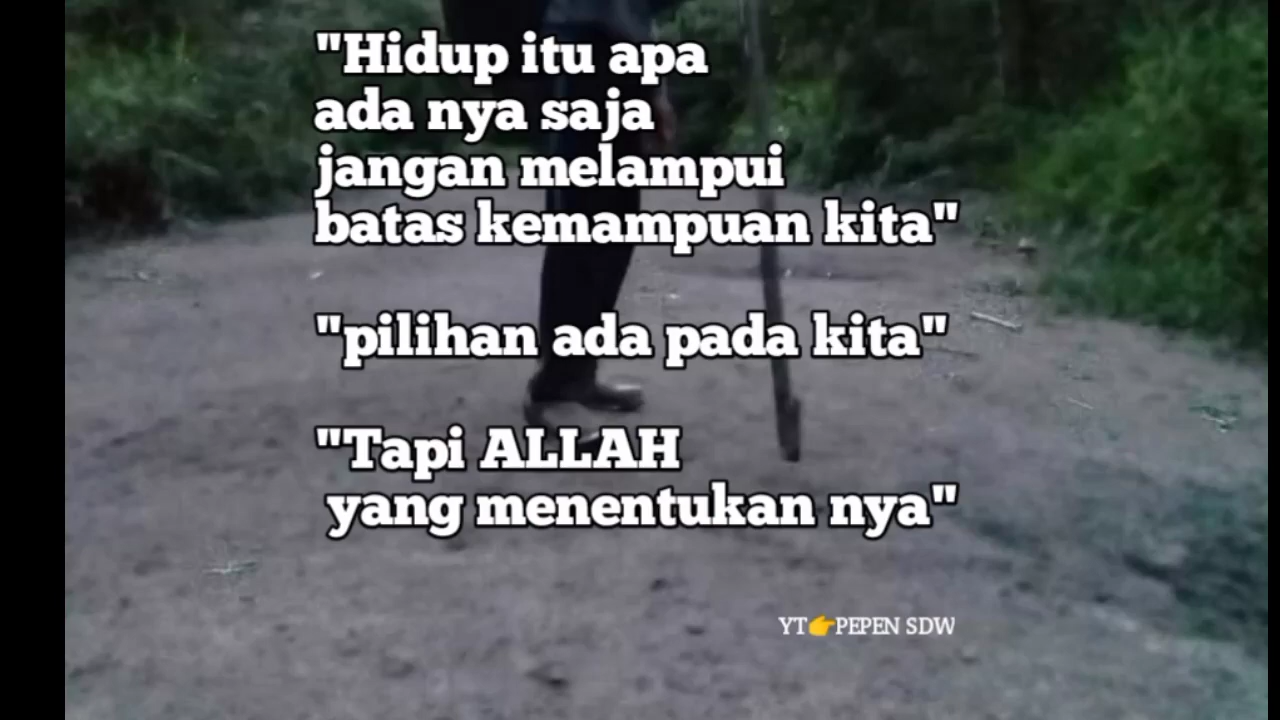 "Hidup itu apa
ada nya saja
jangan melampui
batas kemampuan kita"
"pilihan ada pada kita"
"Tapi ALLAH
yang menentukan nya"
YT👉PEPEN SDW